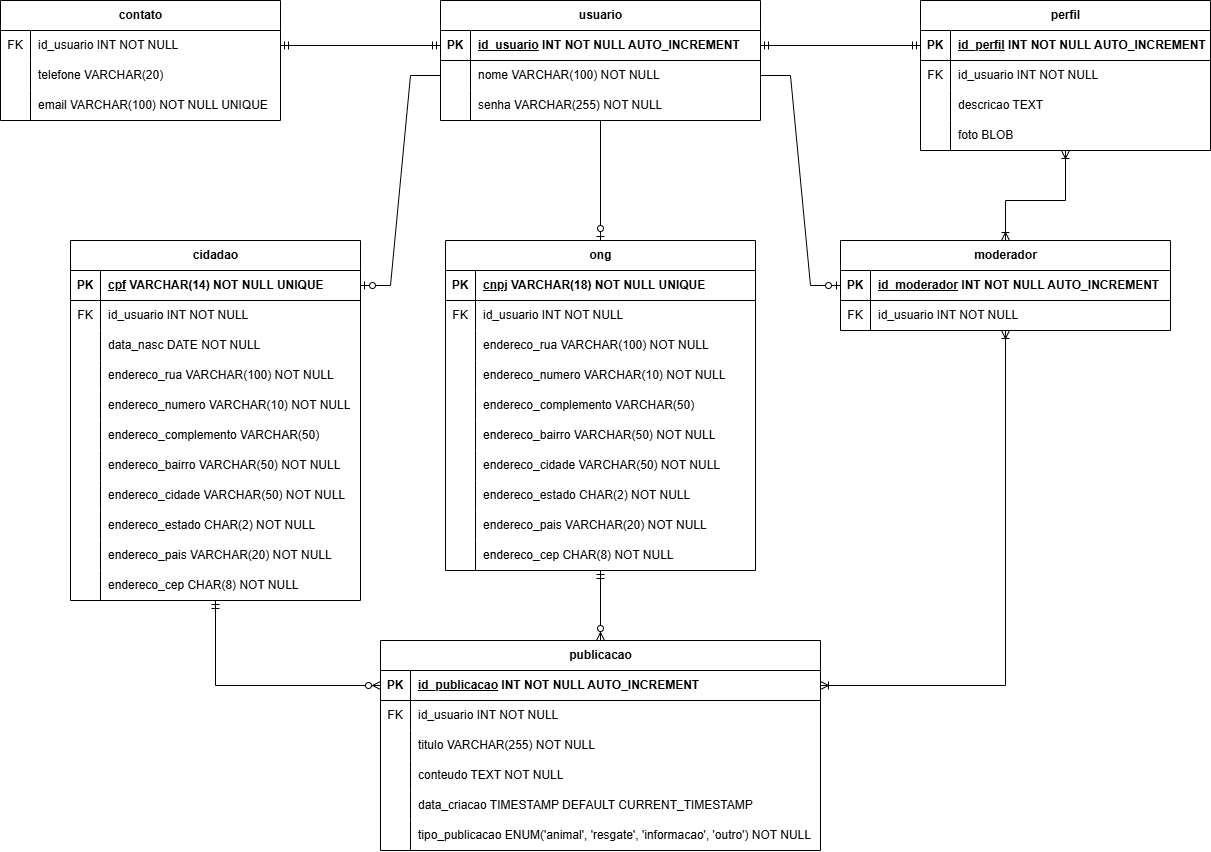 contato
FK id_usuario INT NOT NULL
telefone VARCHAR(20)
email VARCHAR(100) NOT NULL UNIQUE
usuario
PK id_usuario INT NOT NULL AUTO_INCREMENT
nome VARCHAR(100) NOT NULL
senha VARCHAR(255) NOT NULL
perfil
PK id_perfil INT NOT NULL AUTO_INCREMENT
FK id_usuario INT NOT NULL
descricao TEXT
foto BLOB
cidadao
PK cpf VARCHAR(14) NOT NULL UNIQUE
FK id_usuario INT NOT NULL
data_nasc DATE NOT NULL
endereco_rua VARCHAR(100) NOT NULL
endereco_numero VARCHAR(10) NOT NULL
endereco_complemento VARCHAR(50)
endereco_bairro VARCHAR(50) NOT NULL
endereco_cidade VARCHAR(50) NOT NULL
endereco_estado CHAR(2) NOT NULL
endereco_pais VARCHAR(20) NOT NULL
endereco_cep CHAR(8) NOT NULL
ong
PK cnpj VARCHAR(18) NOT NULL UNIQUE
FK id_usuario INT NOT NULL
endereco_rua VARCHAR(100) NOT NULL
endereco_numero VARCHAR(10) NOT NULL
endereco_complemento VARCHAR(50)
endereco_bairro VARCHAR(50) NOT NULL
endereco_cidade VARCHAR(50) NOT NULL
endereco_estado CHAR(2) NOT NULL
endereco_pais VARCHAR(20) NOT NULL
endereco_cep CHAR(8) NOT NULL
moderador
PK id_moderador INT NOT NULL AUTO_INCREMENT
FK id_usuario INT NOT NULL
publicacao
PK id_publicacao INT NOT NULL AUTO_INCREMENT
FK id_usuario INT NOT NULL
titulo VARCHAR(255) NOT NULL
conteudo TEXT NOT NULL
data_criacao TIMESTAMP DEFAULT CURRENT_TIMESTAMP
tipo_publicacao ENUM('animal', 'resgate', 'informacao', 'outro') NOT NULL